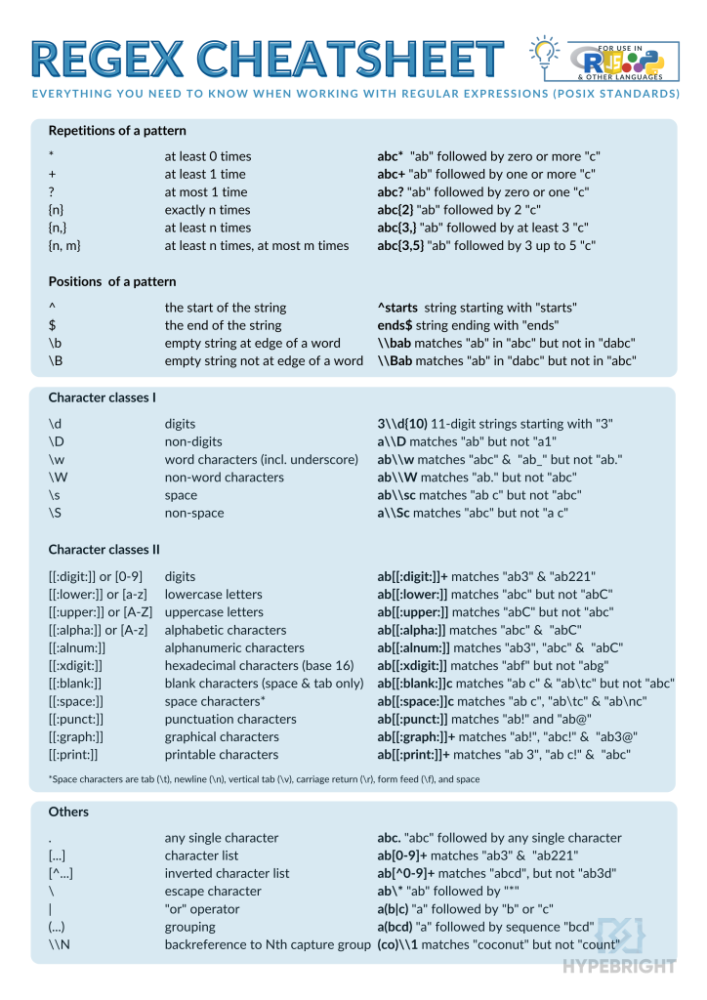 REGEX CHEATSHEET
FOR USE IN
R JS
& OTHER LANGUAGES
EVERYTHING YOU NEED TO KNOW WHEN WORKING WITH REGULAR EXPRESSIONS (POSIX STANDARDS)
Repetitions of a pattern
* at least 0 times abc* "ab" followed by zero or more "c"
+ at least 1 time abc+ "ab" followed by one or more "c"
? at most 1 time abc? "ab" followed by zero or one "c"
{n} exactly n times abc{2} "ab" followed by 2 "c"
{n,} at least n times abc{3,} "ab" followed by at least 3 "c"
{n, m} at least n times, at most m times abc{3,5} "ab" followed by 3 up to 5 "c"
Positions of a pattern
^ the start of the string ^starts string starting with "starts"
$ the end of the string ends$ string ending with "ends"
\b empty string at edge of a word \\bab matches "ab" in "abc" but not in "dabc"
\B empty string not at edge of a word \\Bab matches "ab" in "dabc" but not in "abc"
Character classes I
\d digits 3\\d{10) 11-digit strings starting with "3"
\D non-digits a\\D matches "ab" but not "a1"
\w word characters (incl. underscore) ab\\w matches "abc" & "ab_" but not "ab."
\W non-word characters ab\\W matches "ab." but not "abc"
\s space ab\\sc matches "ab c" but not "abc"
\S non-space a\\Sc matches "abc" but not "a c"
Character classes II
[[:digit:]] or [0-9] digits ab[[:digit:]]+ matches "ab3" & "ab221"
[[:lower:]] or [a-z] lowercase letters ab[[:lower:]] matches "abc" but not "abC"
[[:upper:]] or [A-Z] uppercase letters ab[[:upper:]] matches "abC" but not "abc"
[[:alpha:]] or [A-z] alphabetic characters ab[[:alpha:]] matches "abc" & "abC"
[[:alnum:]] alphanumeric characters ab[[:alnum:]] matches "ab3", "abc" & "abC"
[[:xdigit:]] hexadecimal characters (base 16) ab[[:xdigit:]] matches "abf" but not "abg"
[[:blank:]] blank characters (space & tab only) ab[[:blank:]]c matches "ab c" & "ab\tc" but not "abc"
[[:space:]] space characters* ab[[:space:]]c matches "ab c", "ab\tc" & "ab\nc"
[[:punct:]] punctuation characters ab[[:punct:]] matches "ab!" and "ab@"
[[:graph:]] graphical characters ab[[:graph:]]+ matches "ab!", "abc!" & "ab3@"
[[:print:]] printable characters ab[[:print:]]+ matches "ab 3", "ab c!" & "abc"
*Space characters are tab (\t), newline (\n), vertical tab (\v), carriage return (\r), form feed (\f), and space
Others
. any single character abc. "abc" followed by any single character
[...] character list ab[0-9]+ matches "ab3" & "ab221"
[^...] inverted character list ab[^0-9]+ matches "abcd", but not "ab3d"
\ escape character ab\* "ab" followed by "*"
| "or" operator a(b|c) "a" followed by "b" or "c"
(...) grouping a(bcd) "a" followed by sequence "bcd"
\\N backreference to Nth capture group (co)\\1 matches "coconut" but not "count"
HYPEBRIGHT